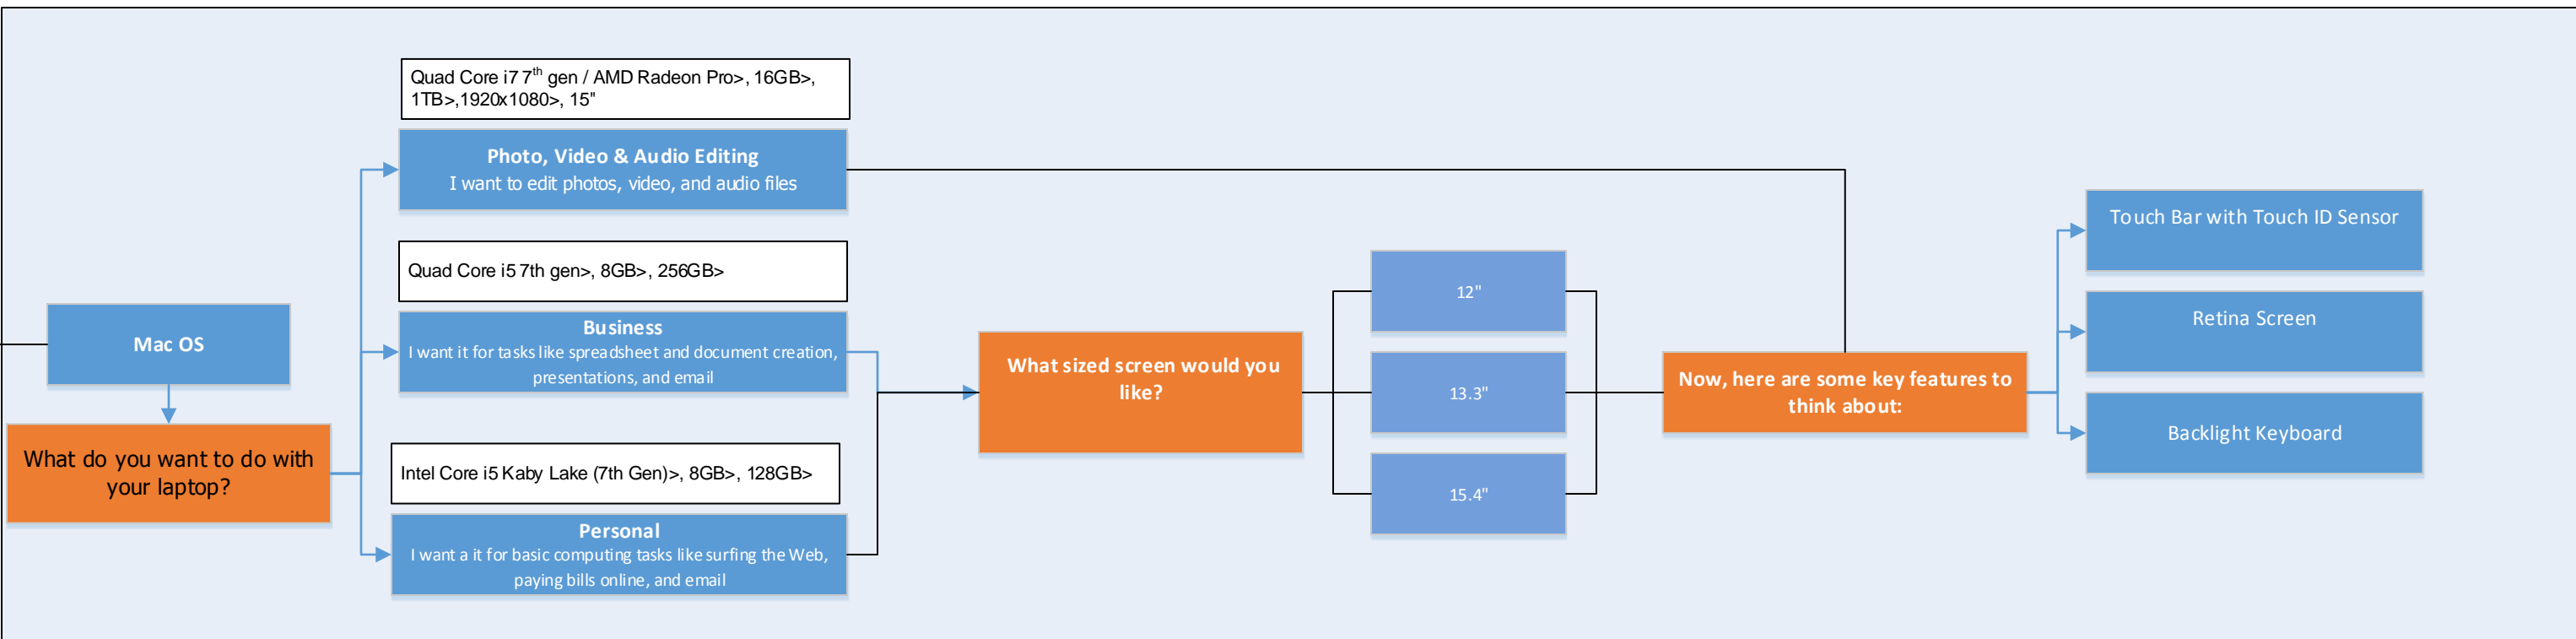 Mac OS
What do you want to do with
your laptop?
Quad Core i7 7th gen / AMD Radeon Pro>, 16GB>,
1TB>,1920x1080>, 15"
Photo, Video & Audio Editing
I want to edit photos, video, and audio files
Quad Core i5 7th gen>, 8GB>, 256GB>
Business
I want it for tasks like spreadsheet and document creation,
presentations, and email
Intel Core i5 Kaby Lake (7th Gen)>, 8GB>, 128GB>
Personal
I want a it for basic computing tasks like surfing the Web,
paying bills online, and email
What sized screen would you
like?
12"
13.3"
15.4"
Now, here are some key features to
think about:
Touch Bar with Touch ID Sensor
Retina Screen
Backlight Keyboard